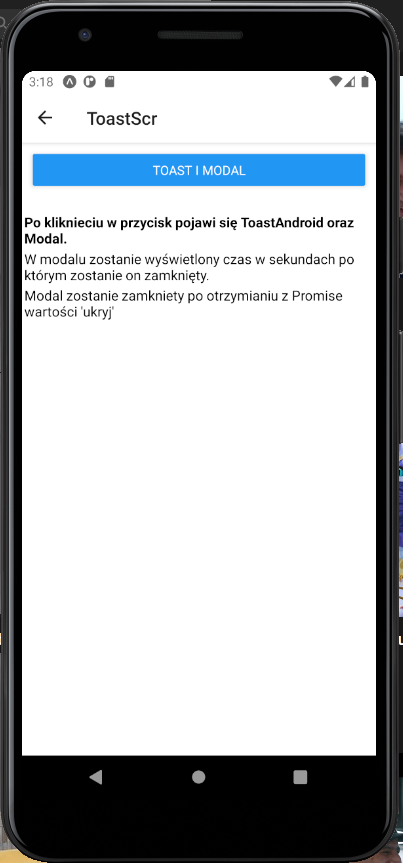 3:18
ToastScr
TOAST I MODAL
Po kliknieciu w przycisk pojawi się ToastAndroid oraz
Modal.
W modalu zostanie wyświetlony czas w sekundach po
którym zostanie on zamknięty.
Modal zostanie zamkniety po otrzymianiu z Promise
wartości 'ukryj'